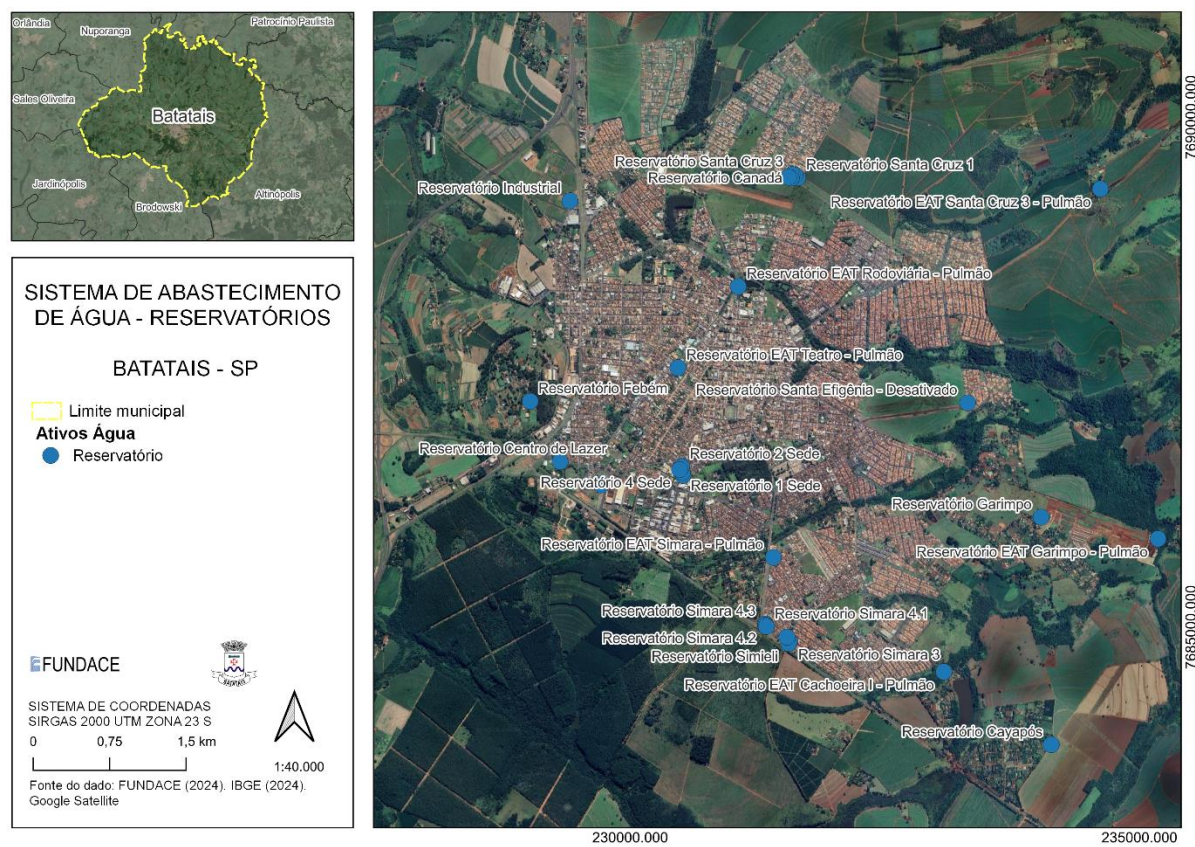 Orlândia
Nuporanga
Patrocínio Paulista
Sales Oliveira
Batatais
Jardinópolis
Brodowski
Altinópolis
SISTEMA DE ABASTECIMENTO
DE ÁGUA - RESERVATÓRIOS
BATATAIS - SP
Limite municipal
Ativos Água
Reservatório
FUNDACE
BATATAIS
SISTEMA DE COORDENADAS
SIRGAS 2000 UTM ZONA 23 S
0 0,75 1,5 km
1:40.000
Fonte do dado: FUNDACE (2024). IBGE (2024).
Google Satellite
Reservatório Santa Cruz 3
Reservatório Santa Cruz 1
Reservatório Canadá
Reservatório Industrial
Reservatório EAT Santa Cruz 3 - Pulmão
Reservatório EAT Rodoviária - Pulmão
Reservatório EAT Teatro - Pulmão
Reservatório Febém
Reservatório Santa Efigênia - Desativado
Reservatório Centro de Lazer
Reservatório 2 Sede
Reservatório 4 Sede
Reservatório 1 Sede
Reservatório Garimpo
Reservatório EAT Simara - Pulmão
Reservatório EAT Garimpo - Pulmão
Reservatório Simara 4.3
Reservatório Simara 4.1
Reservatório Simara 4.2
Reservatório Simieli
Reservatório Simara 3
Reservatório EAT Cachoeira I - Pulmão
Reservatório Cayapós
7690000.000
7685000.000
230000.000
235000.000